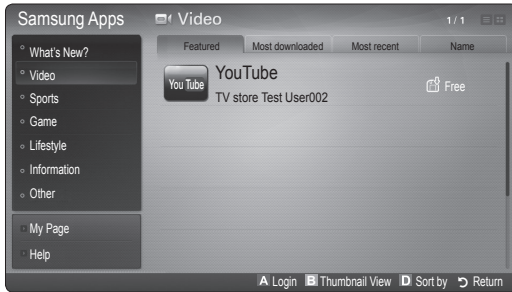 Samsung Apps
Video
1 / 1
What's New?
Video
Sports
Game
Lifestyle
Information
Other
My Page
Help
Featured
Most downloaded
Most recent
Name
You Tube
YouTube
TV store Test User002
Free
A Login B Thumbnail View D Sort by Return